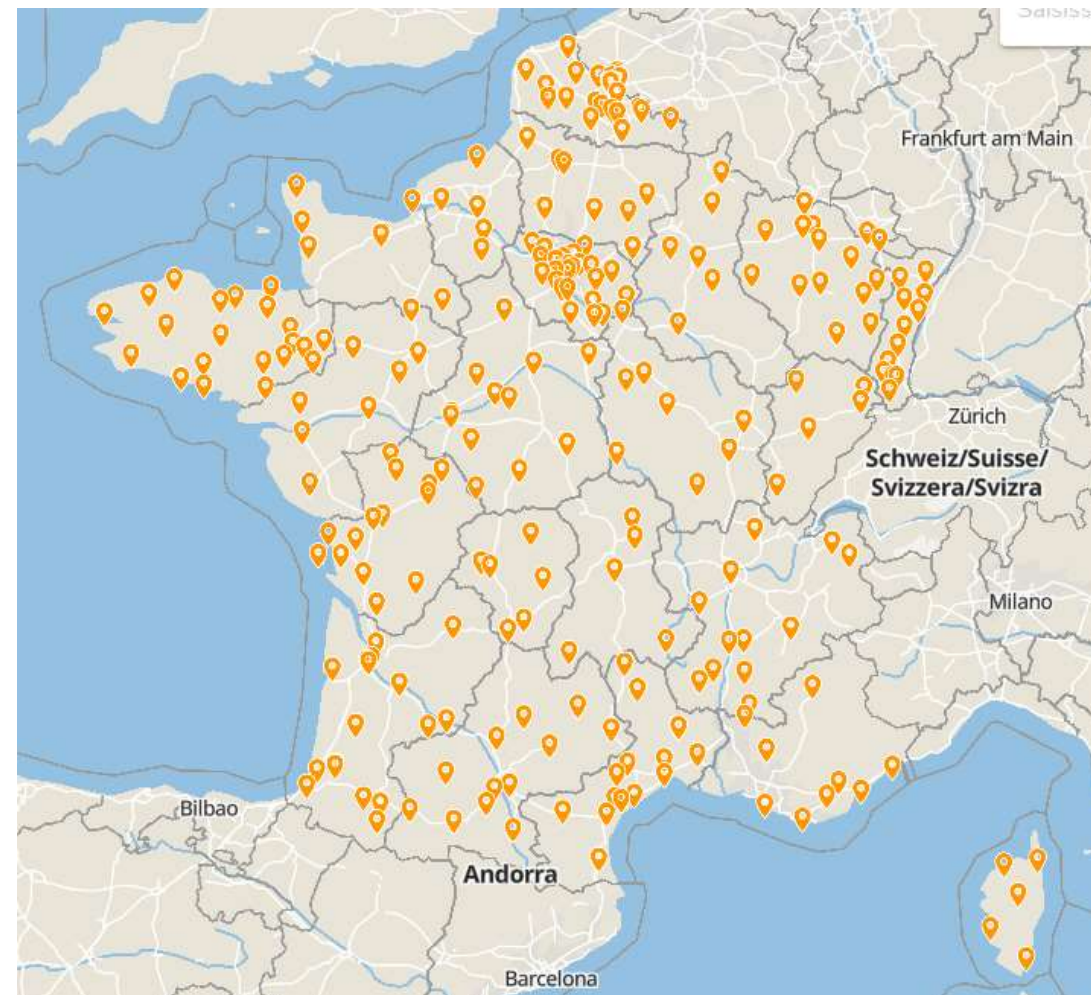 Frankfurt am Main
Zürich
Schweiz/Suisse/
Svizzera/Svizra
Milano
Bilbao
Andorra
Barcelona